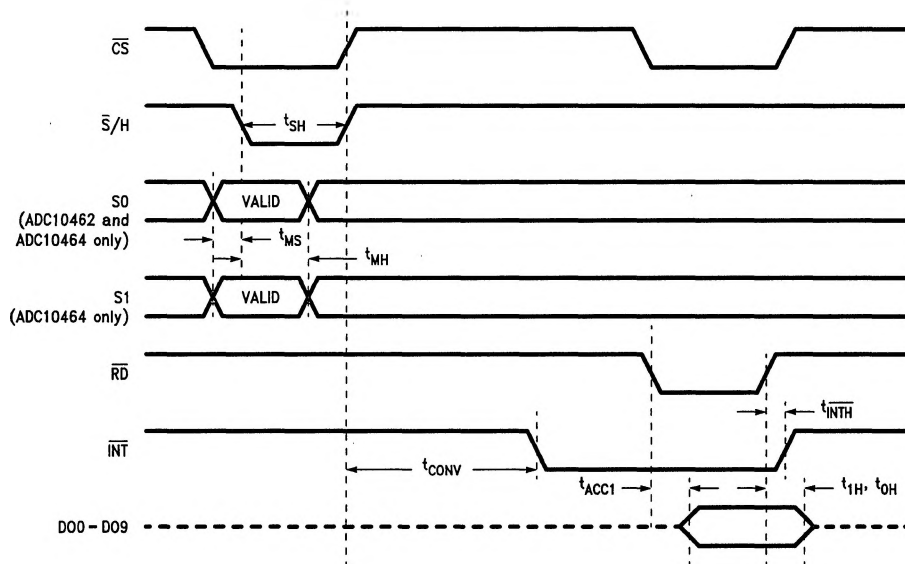 CS
S/H
tSH
S0
(ADC10462 and
ADC10464 only)
VALID
tMS
tMH
S1
(ADC10464 only)
VALID
RD
tINTH
INT
tCONV
tACC1
t1H, t0H
DO0 – DO9